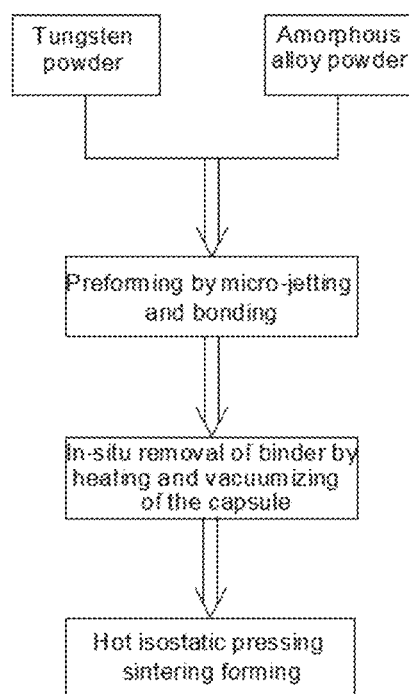 Tungsten
powder
Amorphous
alloy powder
Preforming by micro-jetting
and bonding
In-situ removal of binder by
heating and vacuumizing
of the capsule
Hot isostatic pressing
sintering forming